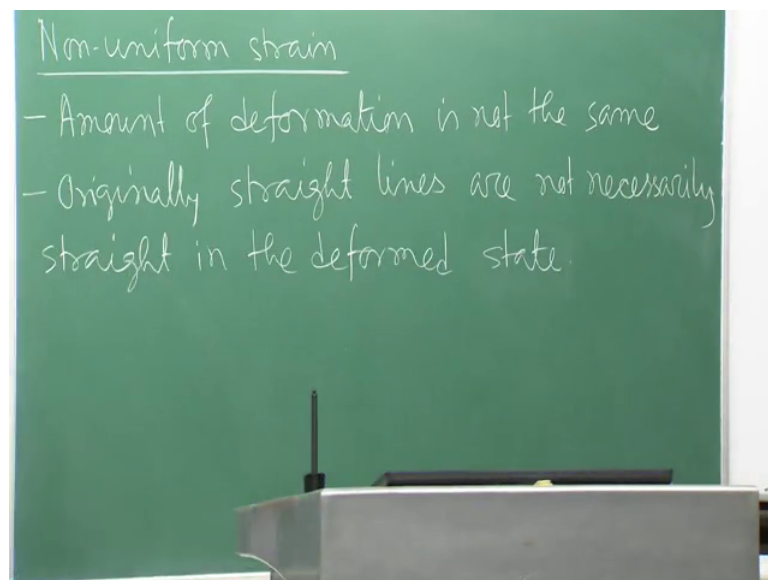 Non-uniform strain
- Amount of deformation is not the same
- Originally straight lines are not necessarily
straight in the deformed state.